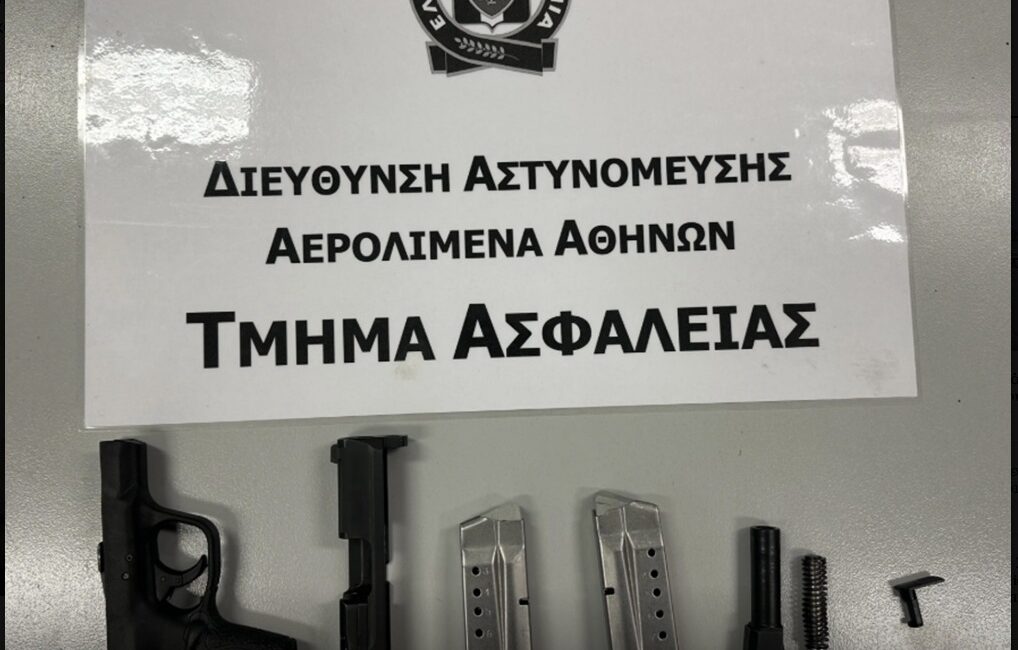 ΔΙΕΥΘΥΝΣΗ ΑΣΤΥΝΟΜΕΥΣΗΣ
ΑΕΡΟΛΙΜΕΝΑ ΑΘΗΝΩΝ
ΤΜΗΜΑ ΑΣΦΑΛΕΙΑΣ